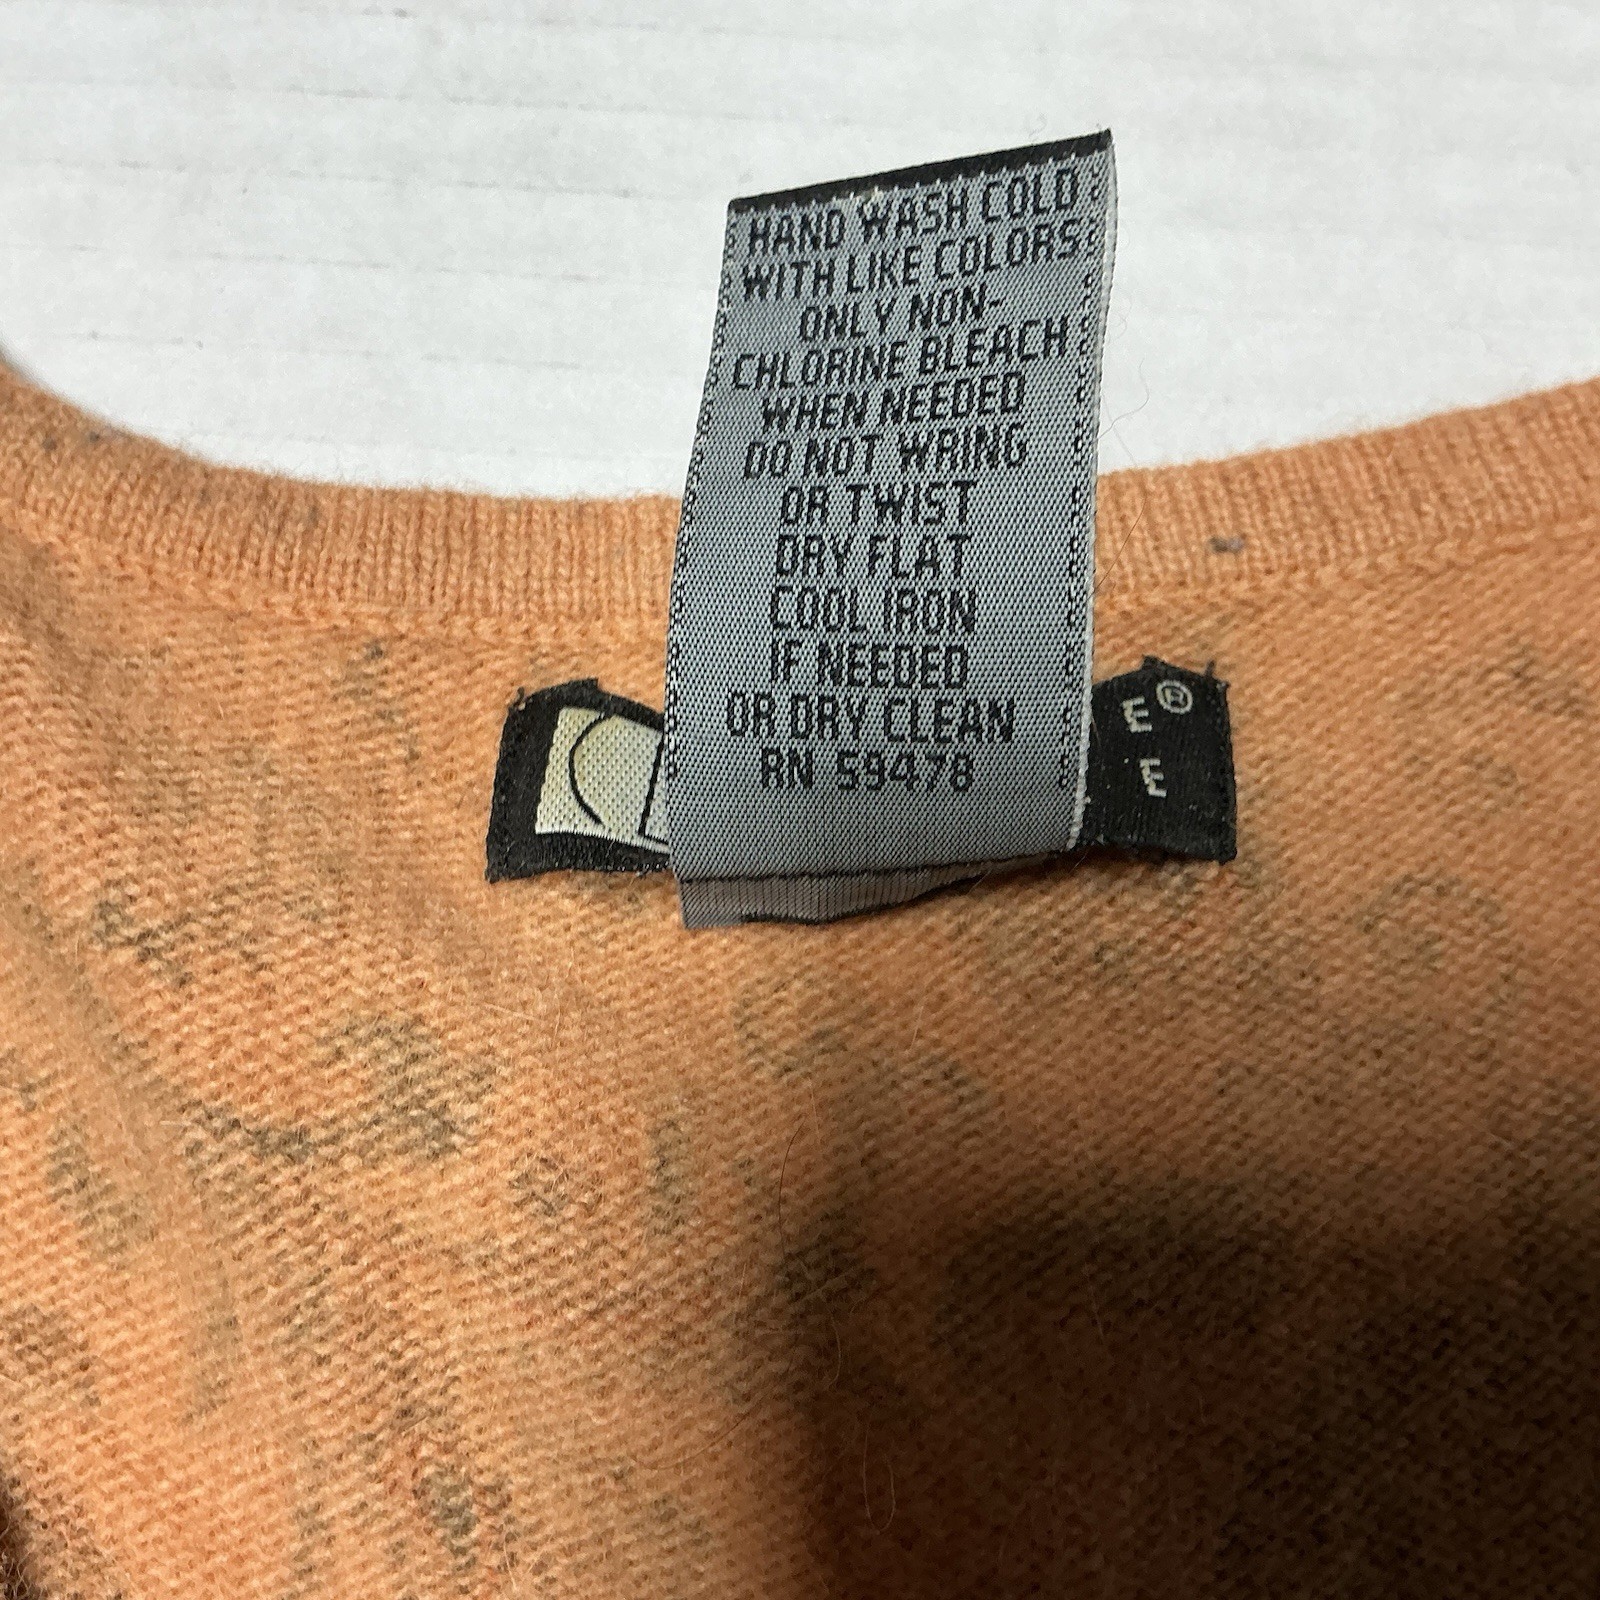 HAND WASH COLD
WITH LIKE COLORS
ONLY NON-
CHLORINE BLEACH
WHEN NEEDED
DO NOT WRING
OR TWIST
DRY FLAT
COOL IRON
IF NEEDED
OR DRY CLEAN
RN 59478
E®
E